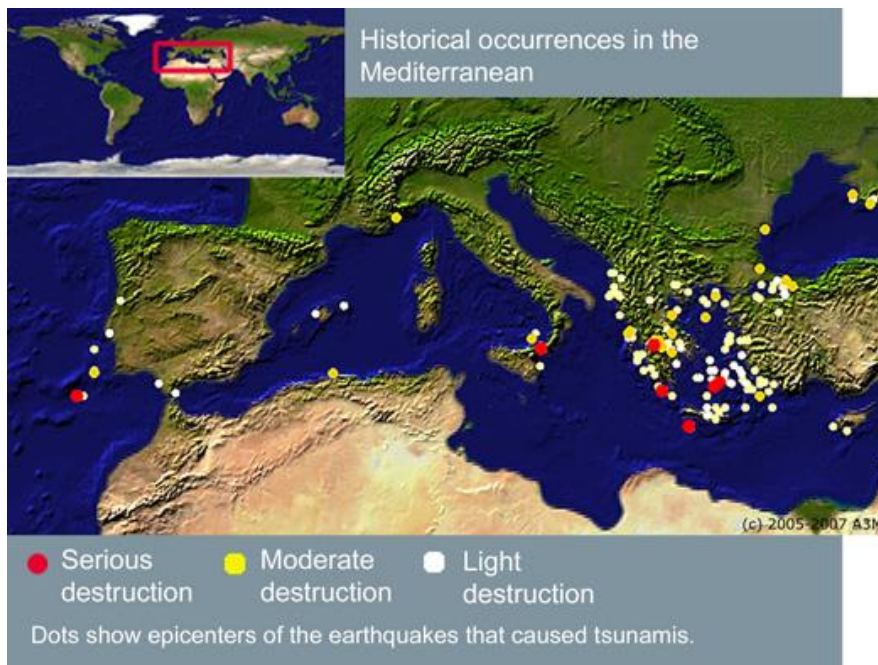 Historical occurrences in the
Mediterranean
(c) 2005-2007 A3M
Serious
destruction
Moderate
destruction
Light
destruction
Dots show epicenters of the earthquakes that caused tsunamis.